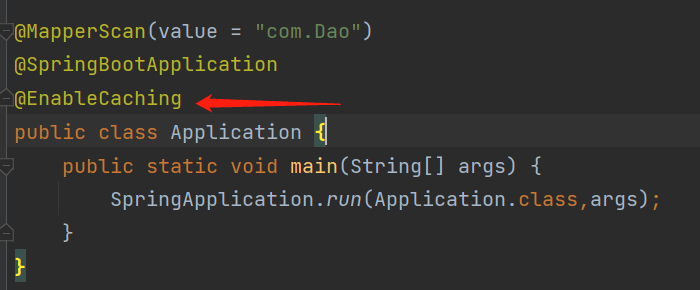 @MapperScan(value = "com.Dao")
@SpringBootApplication
@EnableCaching
public class Application {
    public static void main(String[] args) {
        SpringApplication.run(Application.class,args);
    }
}